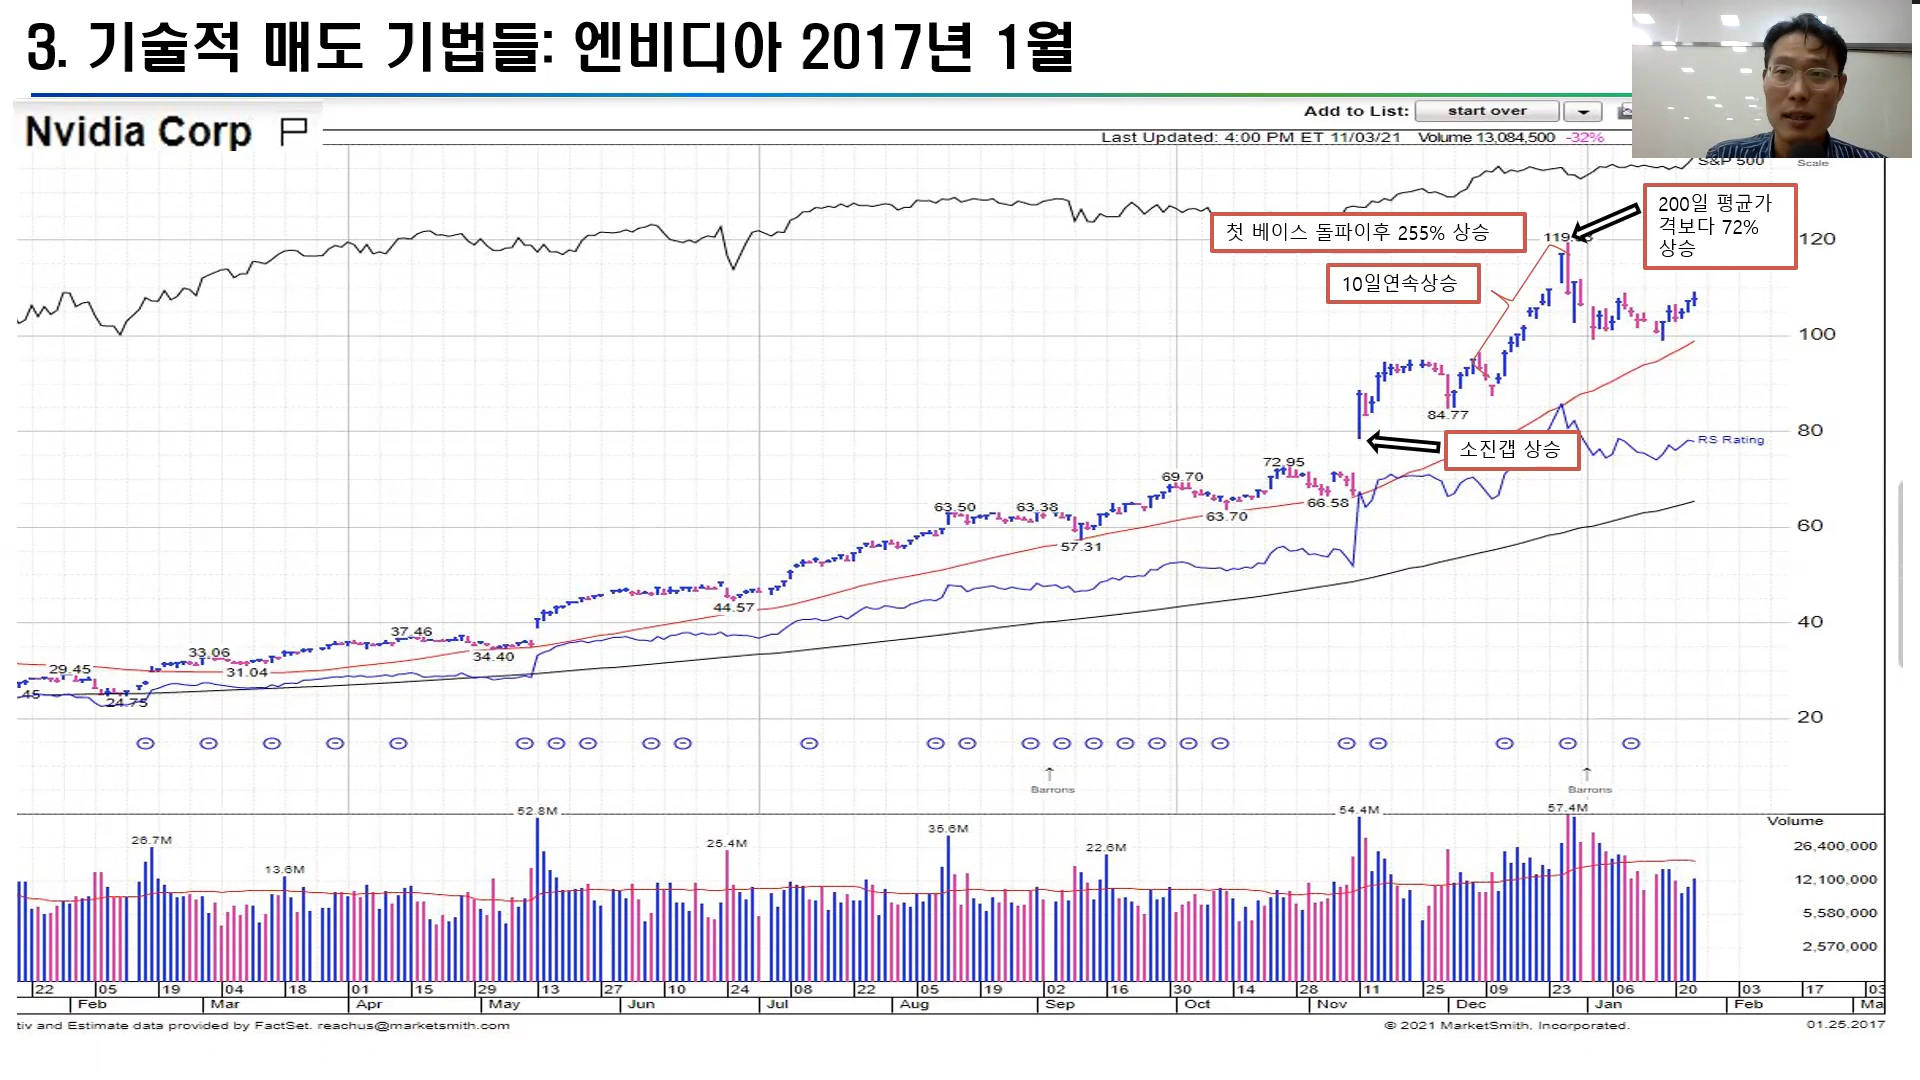 3. 기술적 매도 기법들: 엔비디아 2017년 1월
Nvidia Corp
Add to List: start over
Last Updated: 4:00 PM ET 11/03/21 Volume 13,084,500 -32%
S&P 500
Scale
200일 평균가
격보다 72%
상승
첫 베이스 돌파이후 255% 상승
10일연속상승
120
100
84.77
80
RS Rating
소진갭 상승
72.95
69.70
66.58
63.50
63.38
63.70
60
57.31
44.57
40
37.46
34.40
33.06
31.04
29.45
45
24.75
20
Barrons
Barrons
52.8M
54.4M
57.4M
26.7M
13.6M
25.4M
35.6M
22.6M
Volume
26,400,000
12,100,000
5,580,000
2,570,000
22 05 19 04 18 01 15 29 13 27 10 24 08 22 05 19 02 16 30 14 28 11 25 09 23 06 20 03 17 03
Feb Mar Apr May Jun Jul Aug Sep Oct Nov Dec Jan Feb Ma
tiv and Estimate data provided by FactSet. reachus@marketsmith.com
© 2021 MarketSmith, Incorporated.
01.25.2017